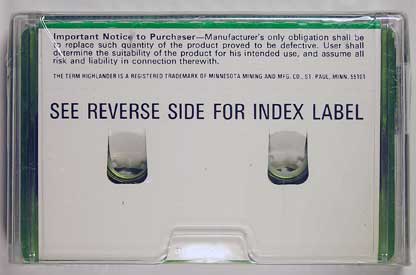 Important Notice to Purchaser—Manufacturer's only obligation shall be
to replace such quantity of the product proved to be defective. User shall
determine the suitability of the product for his intended use, and assume all
risk and liability in connection therewith.
THE TERM HIGHLANDER IS A REGISTERED TRADEMARK OF MINNESOTA MINING AND MFG. CO., ST. PAUL, MINN. 55101
SEE REVERSE SIDE FOR INDEX LABEL